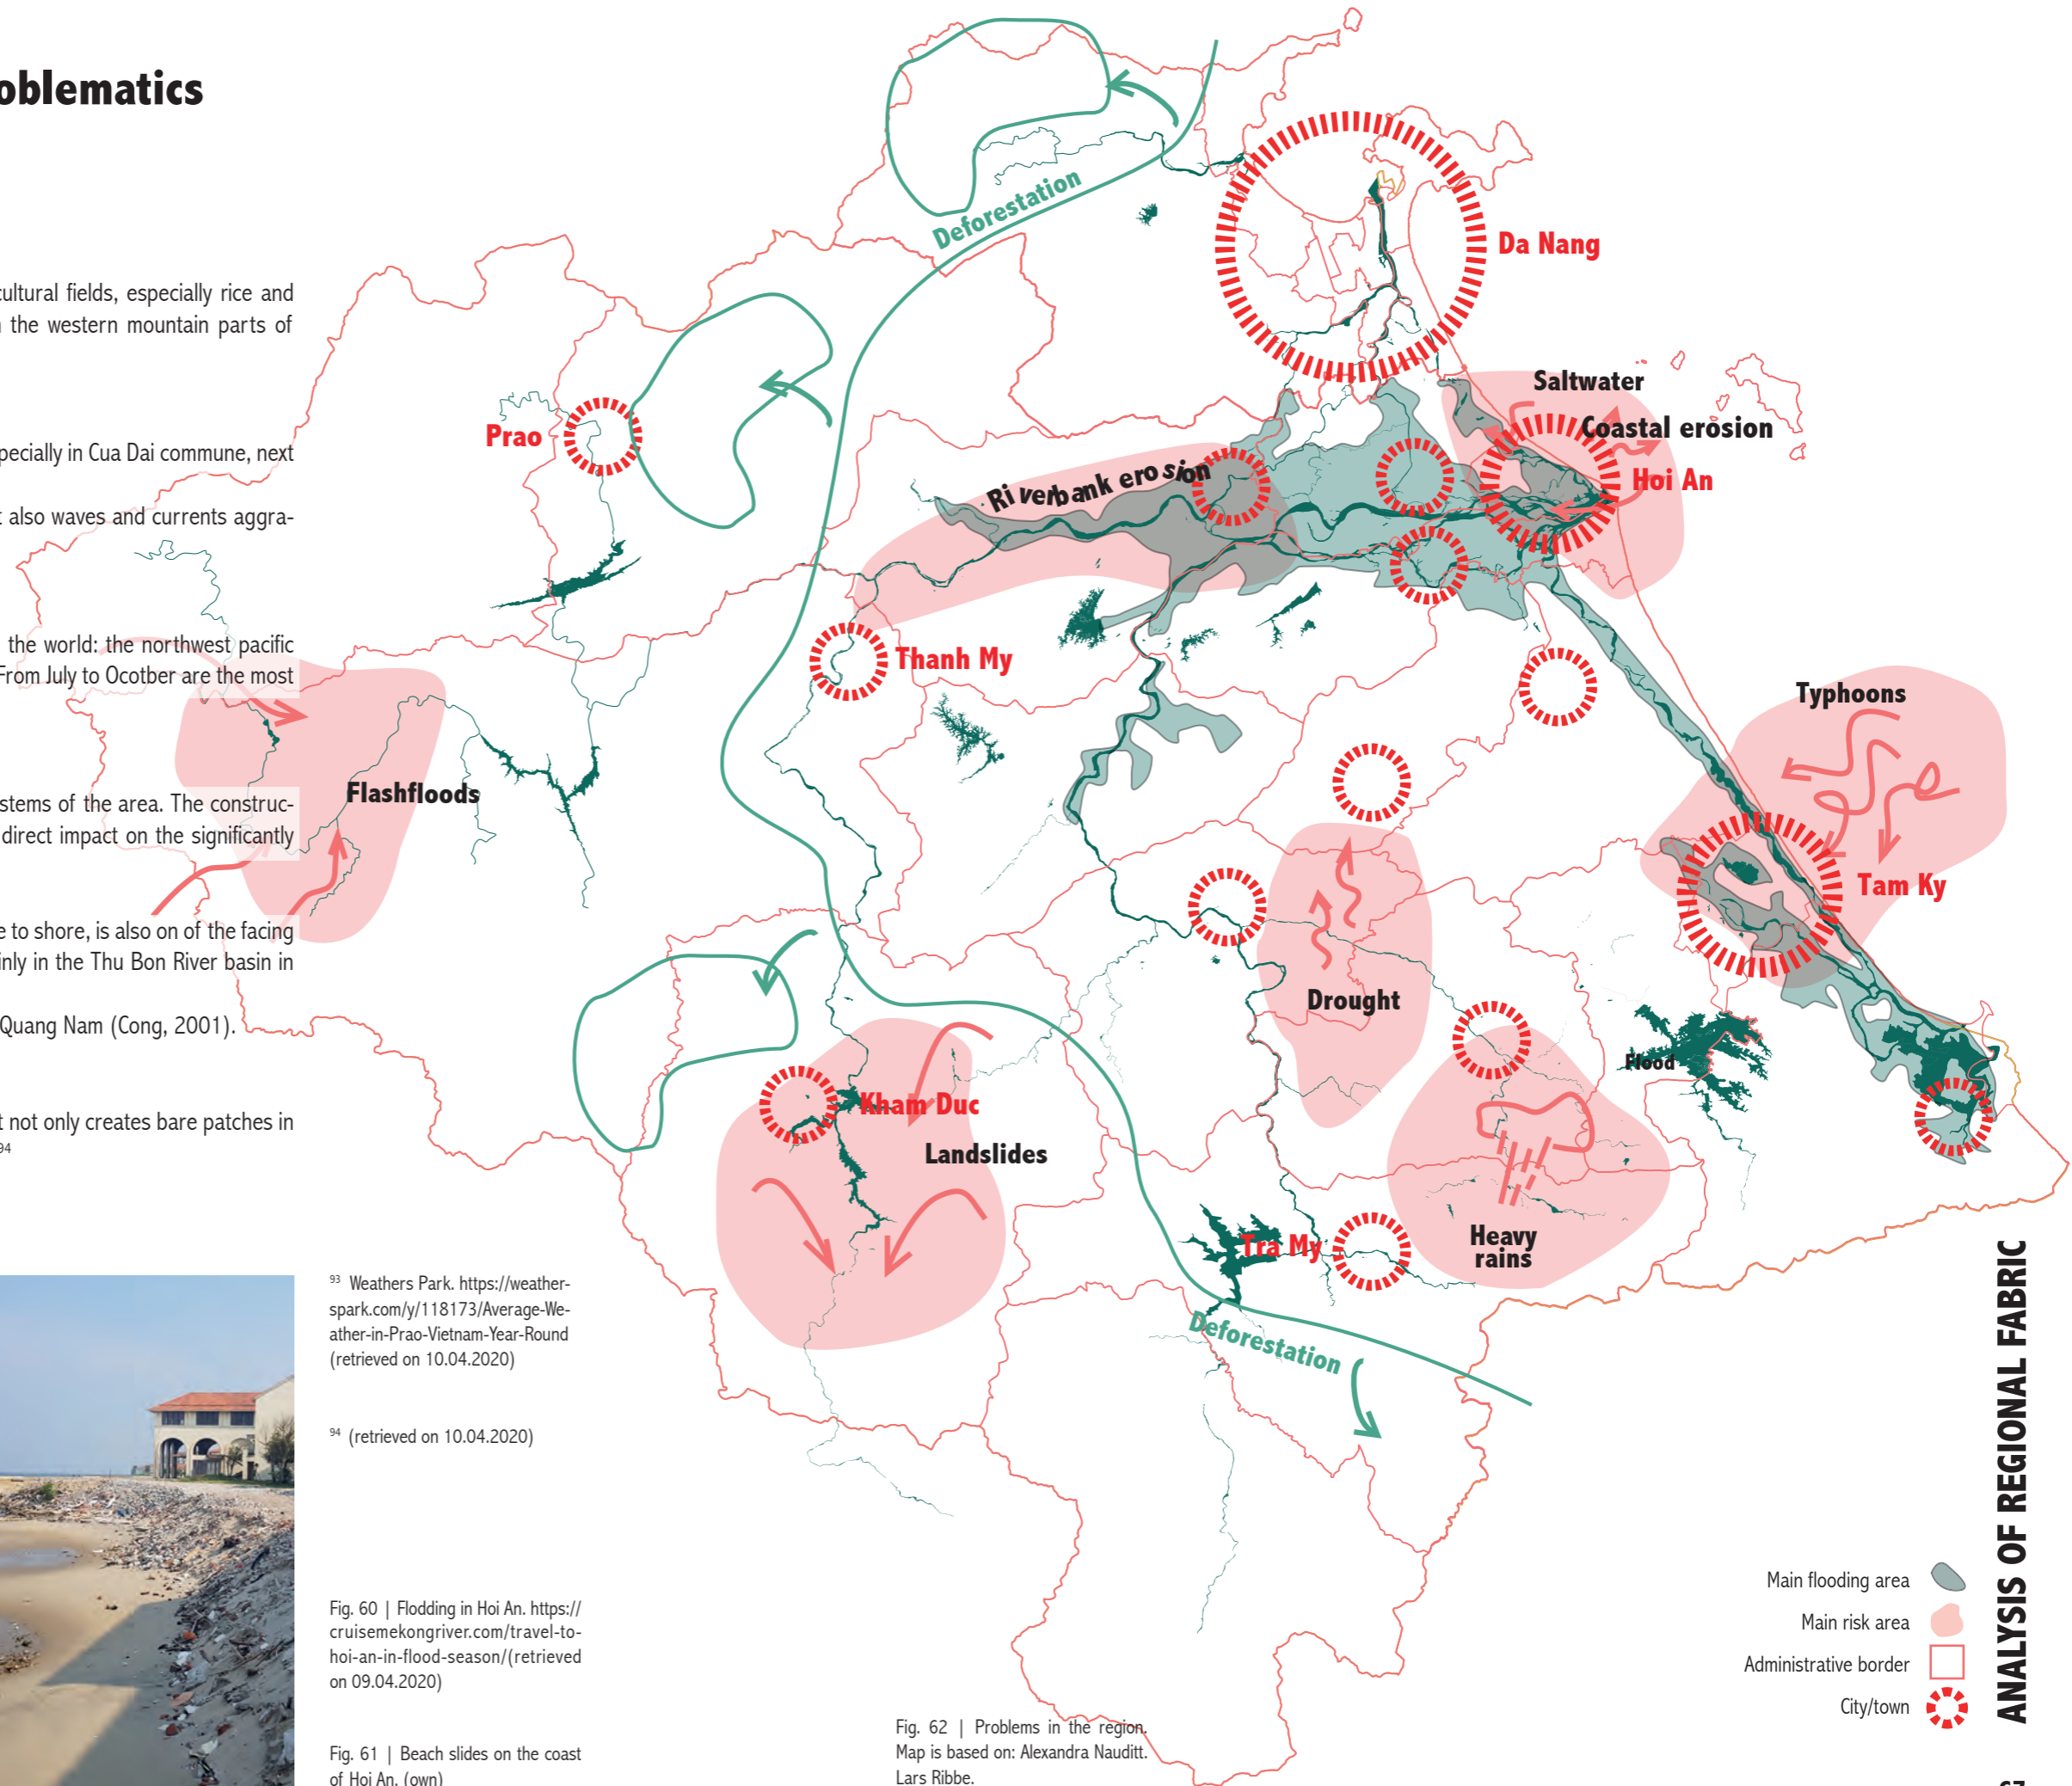 oblematics
cultural fields, especially rice and
the western mountain parts of
pecially in Cua Dai commune, next
also waves and currents aggra-
the world: the northwest pacific
From July to Ocotber are the most
stems of the area. The construc-
direct impact on the significantly
e to shore, is also on of the facing
inly in the Thu Bon River basin in
Quang Nam (Cong, 2001).
not only creates bare patches in
94
93 Weathers Park. https://weather-
spark.com/y/118173/Average-We-
ather-in-Prao-Vietnam-Year-Round
(retrieved on 10.04.2020)
94 (retrieved on 10.04.2020)
Fig. 60 | Flodding in Hoi An. https://
cruisemekongriver.com/travel-to-
hoi-an-in-flood-season/(retrieved
on 09.04.2020)
Fig. 61 | Beach slides on the coast
of Hoi An. (own)
Deforestation
Da Nang
Saltwater
Coastal erosion
Prao
Riverbank erosion
Hoi An
Thanh My
Typhoons
Flashfloods
Tam Ky
Drought
Flood
Kham Duc
Landslides
Heavy
rains
Tra My
Deforestation
Fig. 62 | Problems in the region.
Map is based on: Alexandra Nauditt.
Lars Ribbe.
Main flooding area
Main risk area
Administrative border
City/town
ANALYSIS OF REGIONAL FABRIC